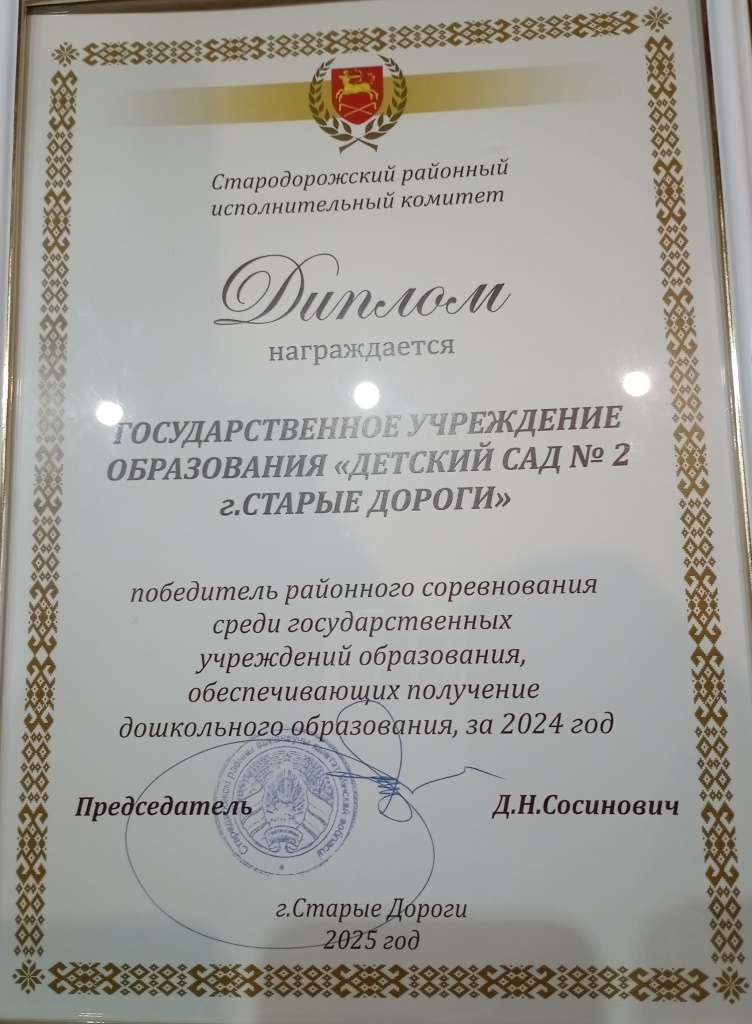 Стародорожский районный
исполнительный комитет
Диплом
награждается
ГОСУДАРСТВЕННОЕ УЧРЕЖДЕНИЕ
ОБРАЗОВАНИЯ «ДЕТСКИЙ САД № 2
г.СТАРЫЕ ДОРОГИ»
победитель районного соревнования
среди государственных
учреждений образования,
обеспечивающих получение
дошкольного образования, за 2024 год
Председатель Д.Н.Сосинович
г.Старые Дороги
2025 год